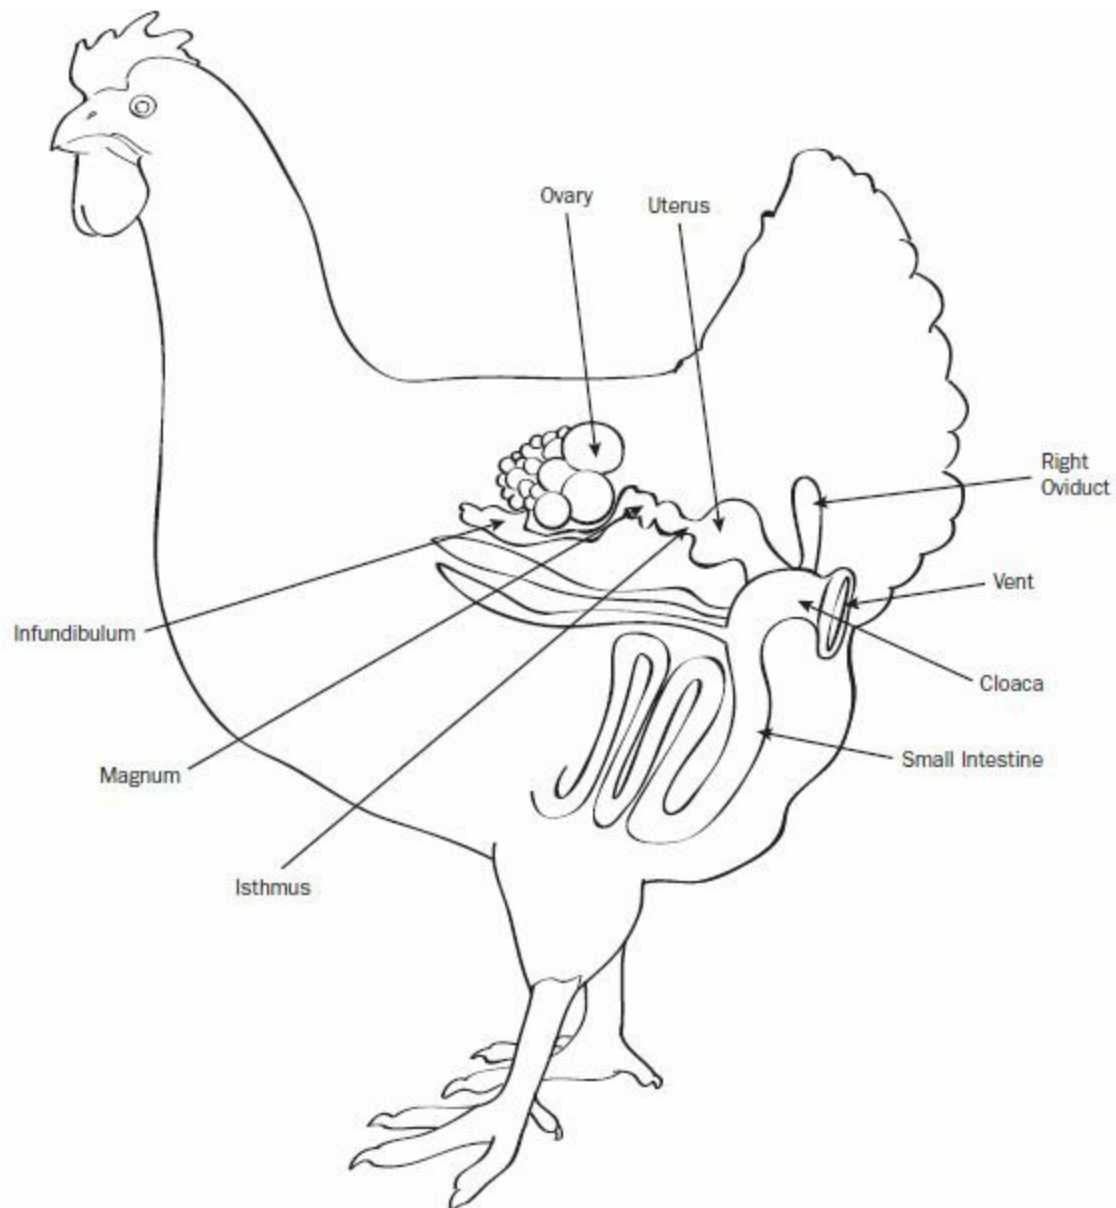 Ovary
Uterus
Right
Oviduct
Vent
Infundibulum
Cloaca
Small Intestine
Magnum
Isthmus